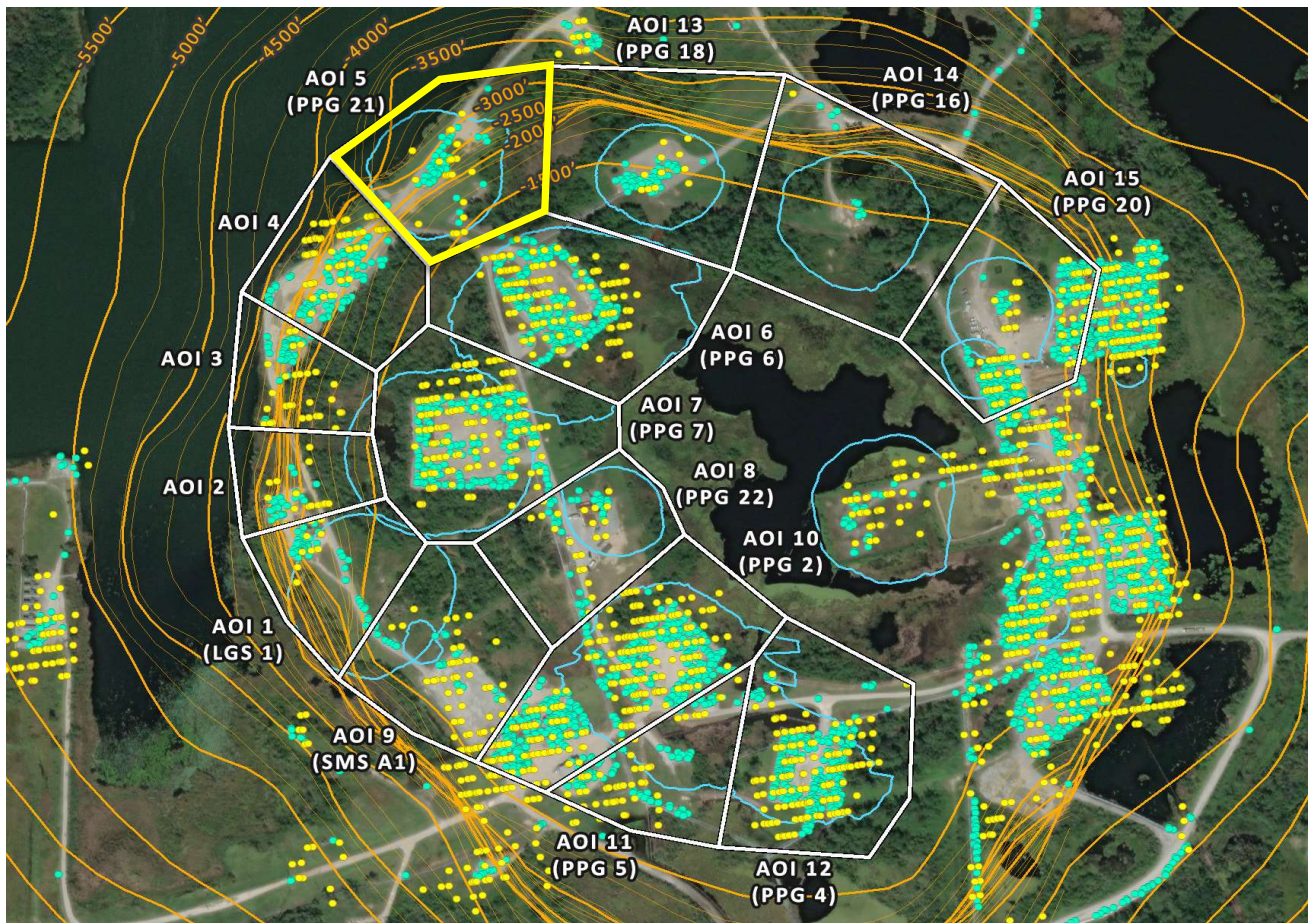 -5500'
-5000'
-4500'
-4000'
-3500'
-3000'
-2500'
-2000'
-1500'
AOI 13
(PPG 18)
AOI 14
(PPG 16)
AOI 5
(PPG 21)
AOI 15
(PPG 20)
AOI 4
AOI 3
AOI 6
(PPG 6)
AOI 7
(PPG 7)
AOI 2
AOI 8
(PPG 22)
AOI 10
(PPG 2)
AOI 1
(LGS 1)
AOI 9
(SMS A1)
AOI 11
(PPG 5)
AOI 12
(PPG 4)